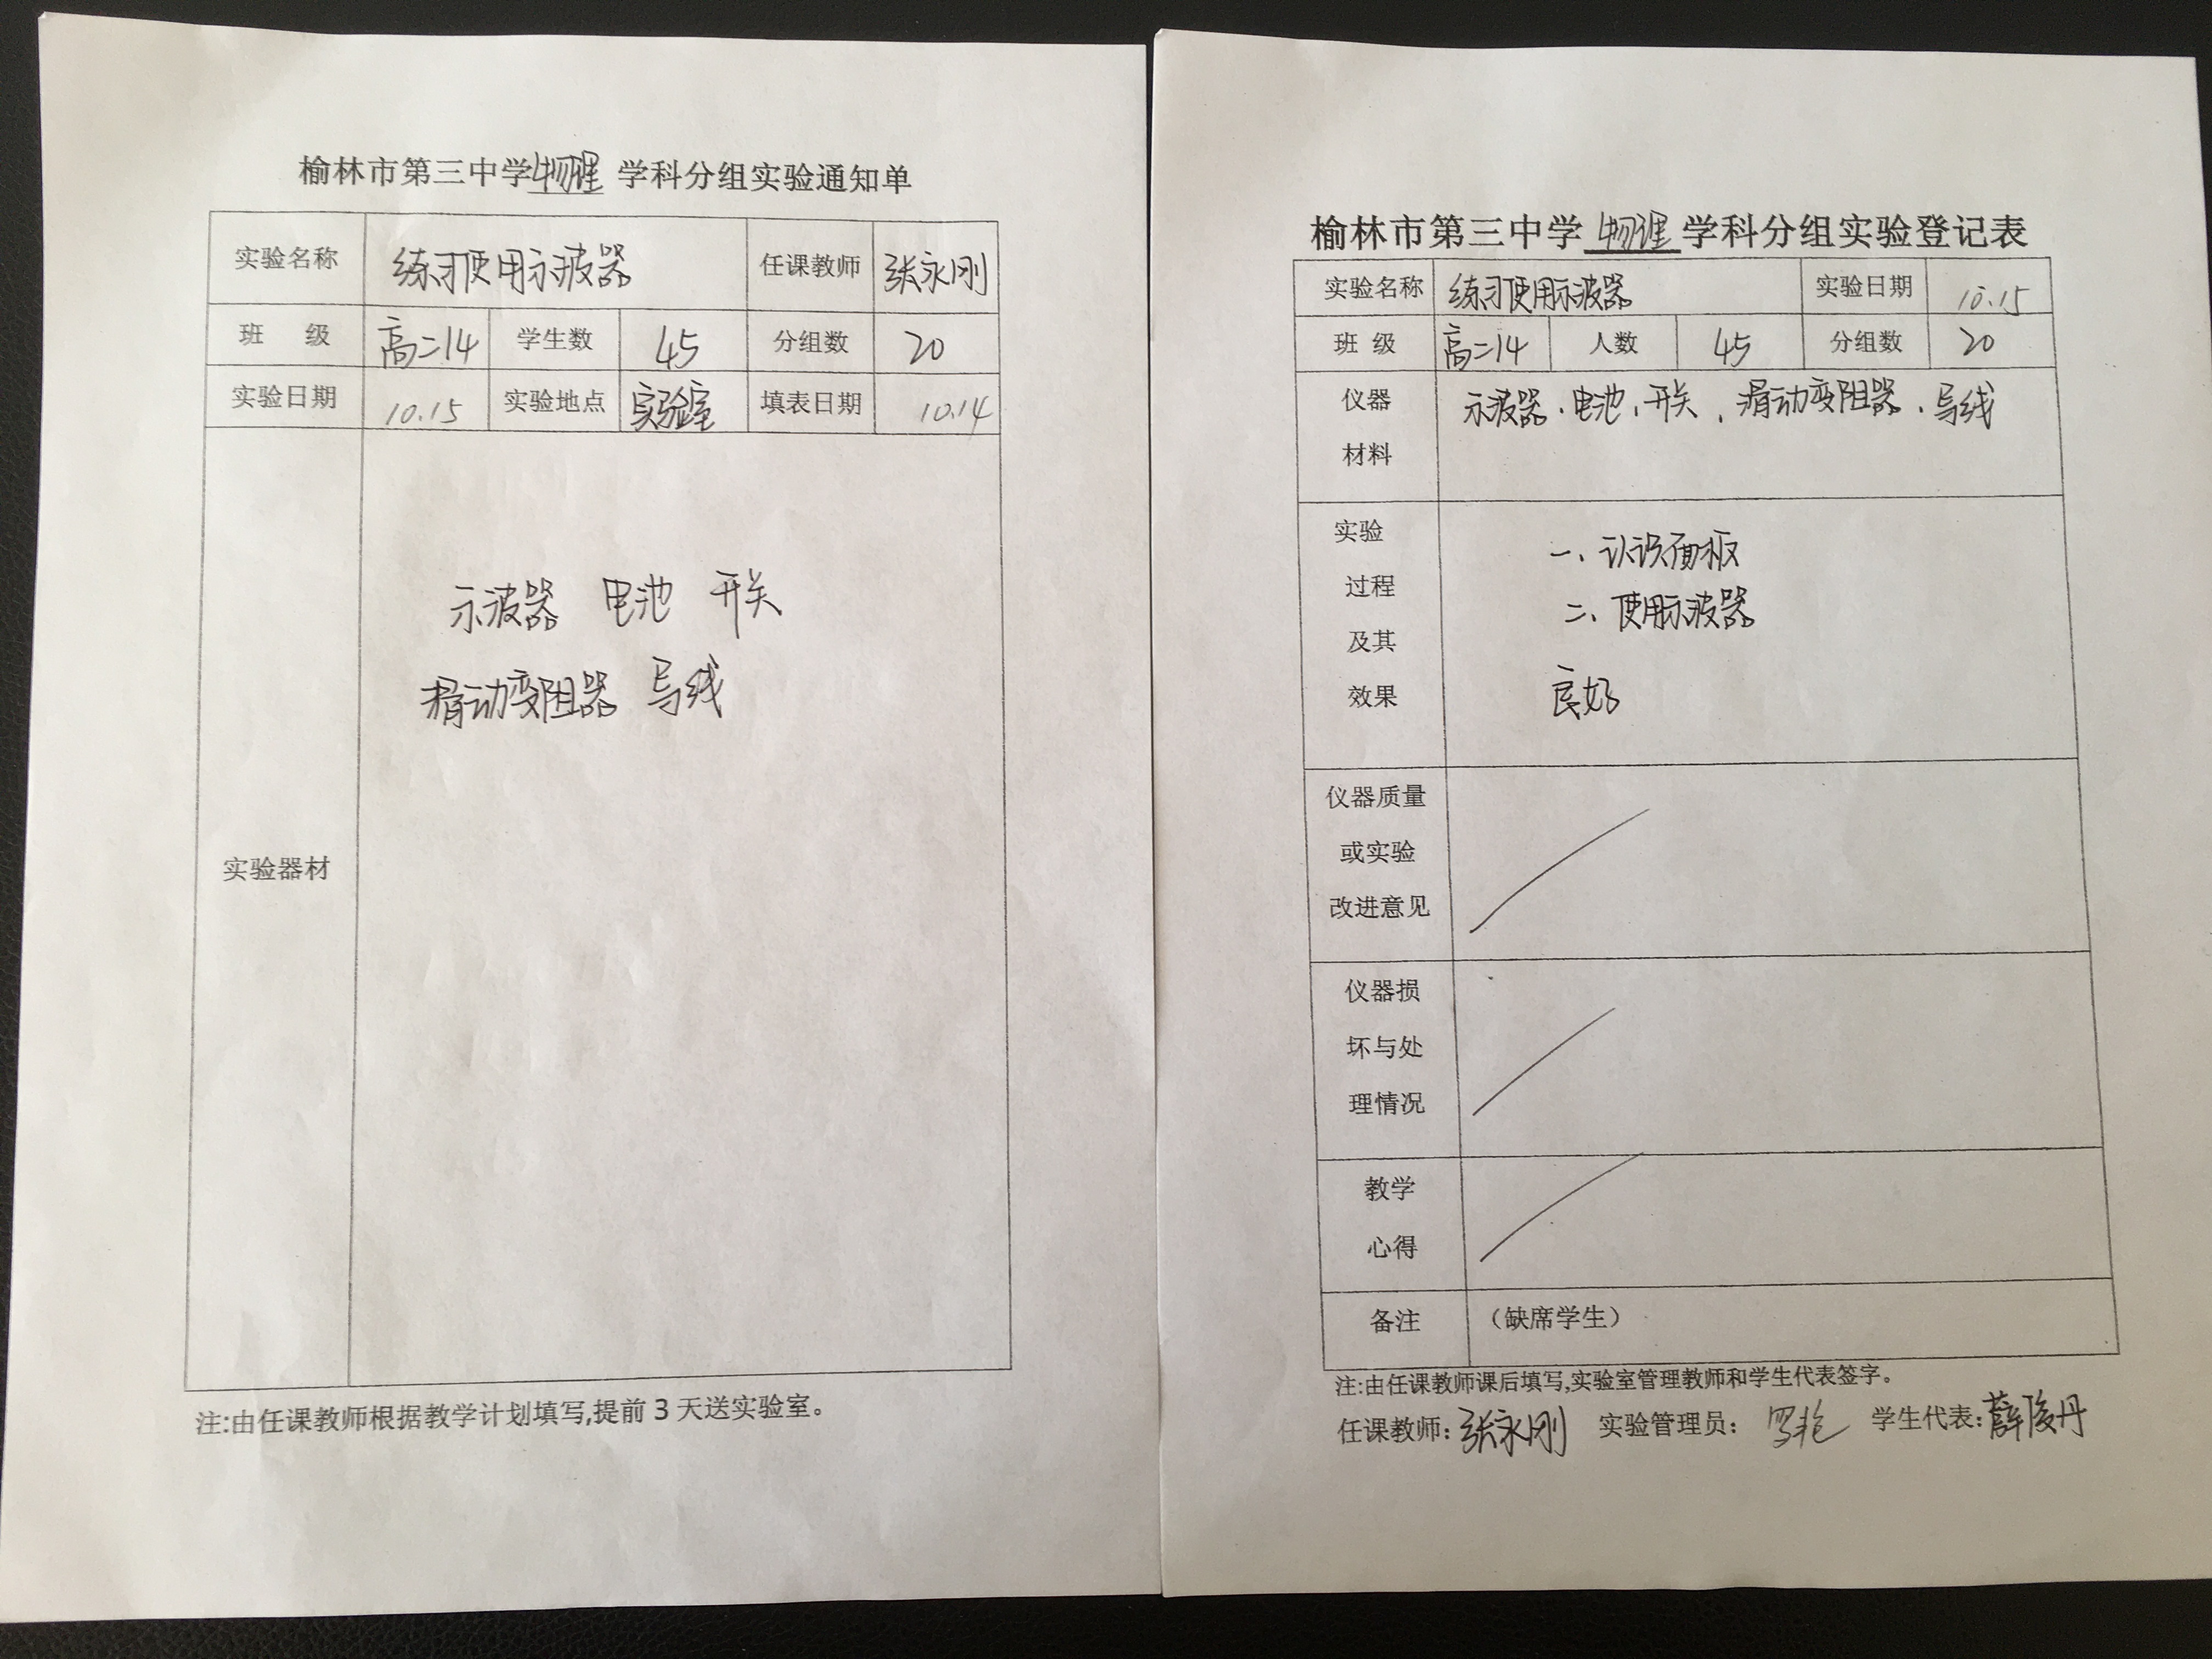 榆林市第三中学物理 学科分组实验通知单
实验名称 练习使用示波器 任课教师 张永刚
班 级 高二14 学生数 45 分组数 20
实验日期 10.15 实验地点 实验室 填表日期 10.14
实验器材
示波器 电池 开关
滑动变阻器 导线
注:由任课教师根据教学计划填写,提前3天送实验室。
榆林市第三中学物理学科分组实验登记表
实验名称 练习使用示波器 实验日期 10.15
班 级 高二14 人数 45 分组数 20
仪器
材料
示波器、电池、开关、滑动变阻器、导线
实验
过程
及其
效果
一、认识面板
二、使用示波器
良好
仪器质量
或实验
改进意见
仪器损
坏与处
理情况
教学
心得
备注 （缺席学生）
注:由任课教师课后填写,实验室管理教师和学生代表签字。
任课教师:张永刚 实验管理员: 学生代表:薛俊丹